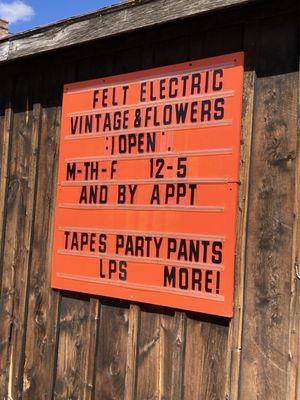 FELT ELECTRIC
VINTAGE & FLOWERS
:¦OPEN¦:
M-TH-F 12-5
AND BY APPT
TAPES PARTY PANTS
LPS MORE!